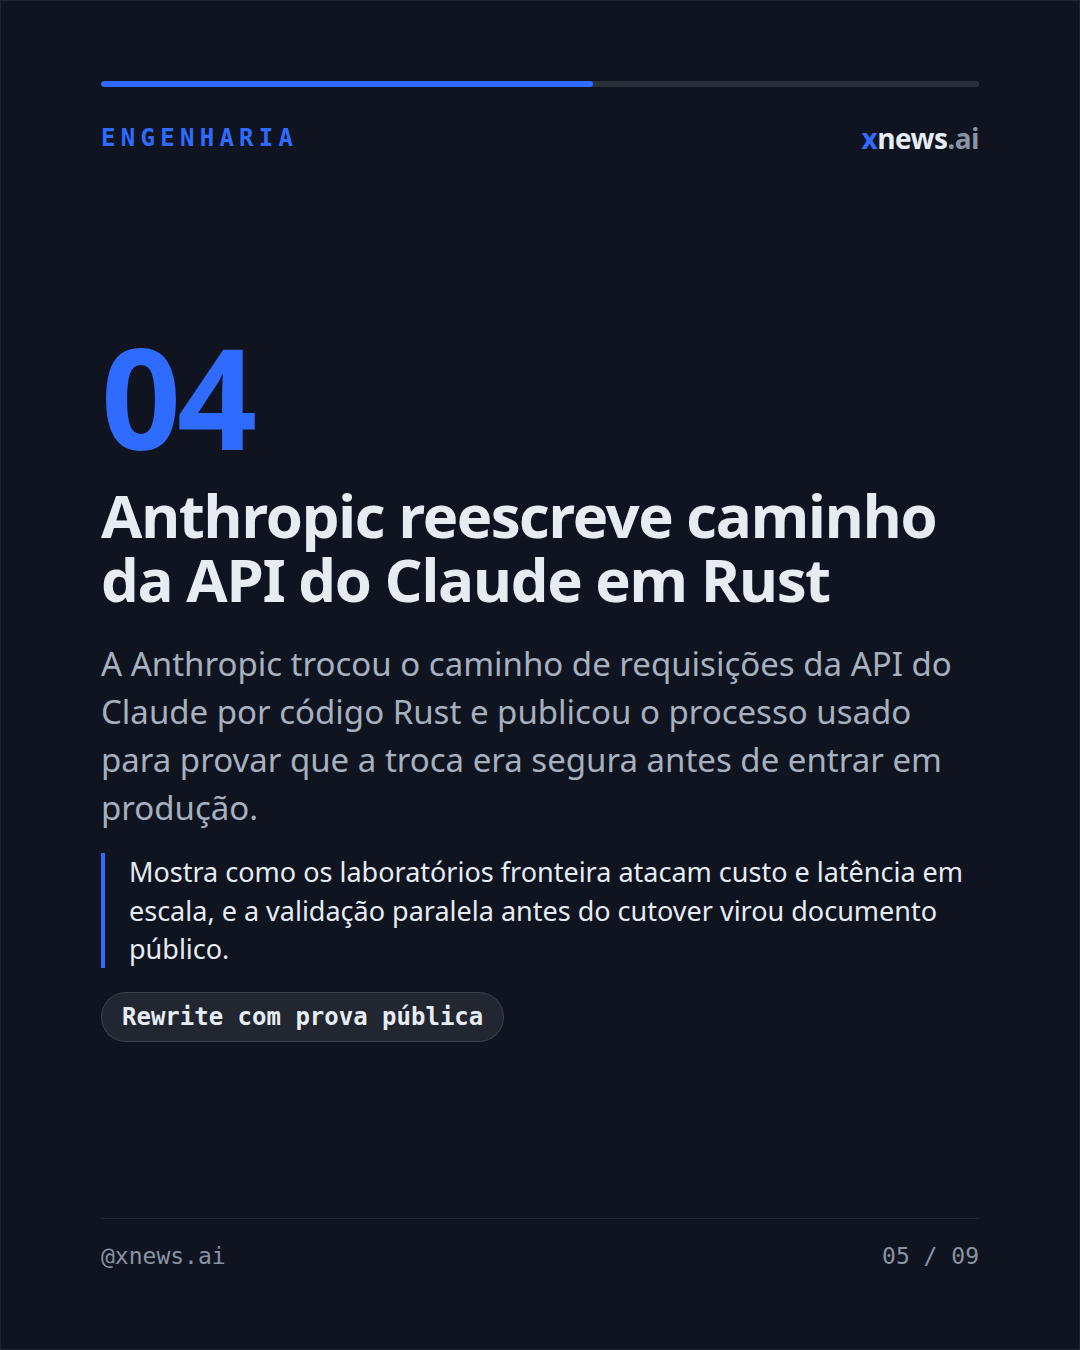 ENGENHARIA
xnews.ai
04
Anthropic reescreve caminho
da API do Claude em Rust
A Anthropic trocou o caminho de requisições da API do
Claude por código Rust e publicou o processo usado
para provar que a troca era segura antes de entrar em
produção.
Mostra como os laboratórios fronteira atacam custo e latência em
escala, e a validação paralela antes do cutover virou documento
público.
Rewrite com prova pública
@xnews.ai
05 / 09